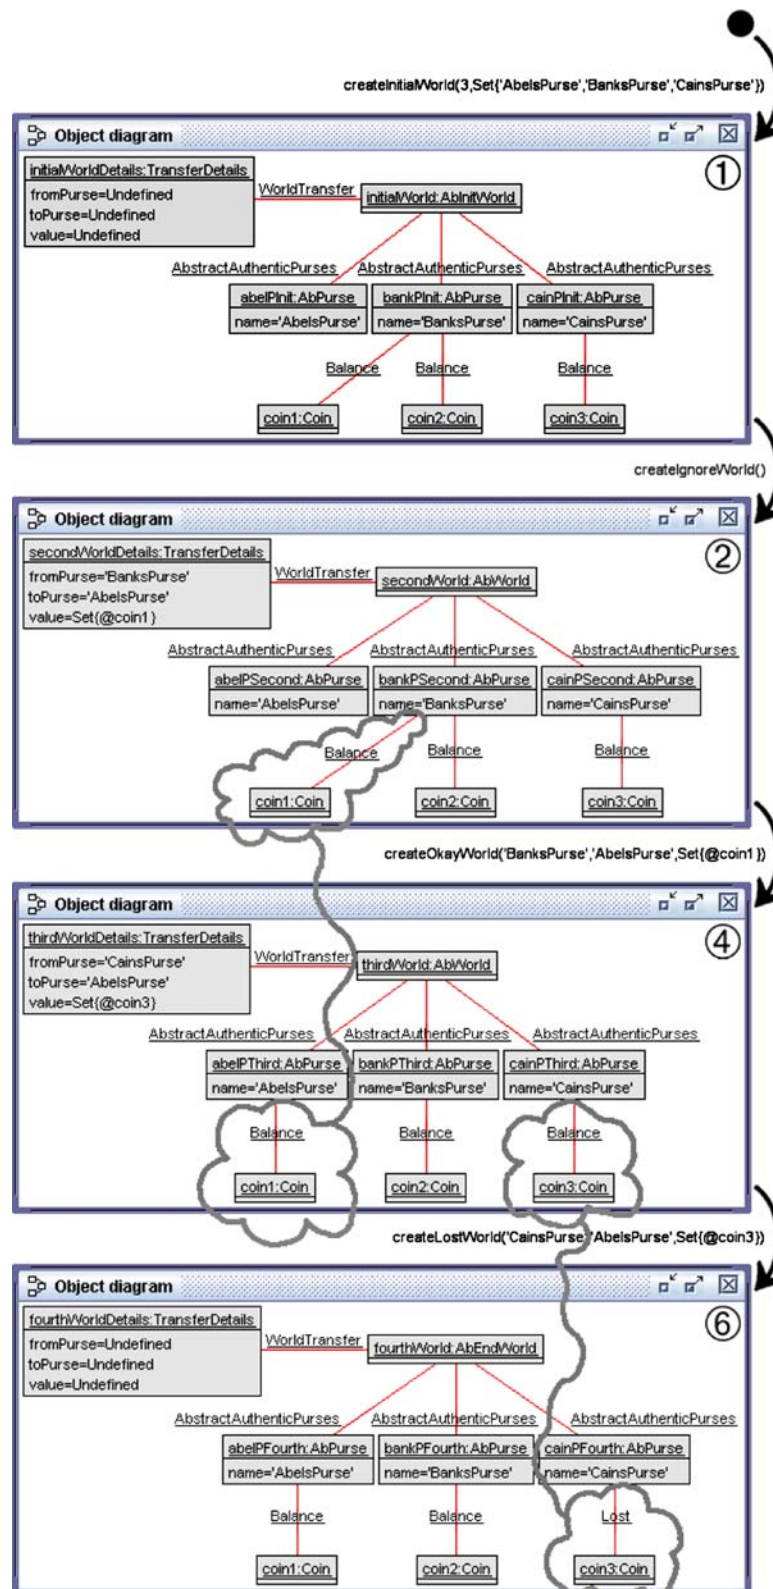 createInitialWorld(3,Set{'AbelsPurse','BanksPurse','CainsPurse'})
Object diagram
①
initialWorldDetails:TransferDetails
fromPurse=Undefined
toPurse=Undefined
value=Undefined
WorldTransfer
initialWorld:AbInitWorld
AbstractAuthenticPurses AbstractAuthenticPurses AbstractAuthenticPurses
abelPInit:AbPurse bankPInit:AbPurse cainPInit:AbPurse
name='AbelsPurse' name='BanksPurse' name='CainsPurse'
Balance Balance Balance
coin1:Coin coin2:Coin coin3:Coin
createIgnoreWorld()
Object diagram
②
secondWorldDetails:TransferDetails
fromPurse='BanksPurse'
toPurse='AbelsPurse'
value=Set{@coin1}
WorldTransfer
secondWorld:AbWorld
AbstractAuthenticPurses AbstractAuthenticPurses AbstractAuthenticPurses
abelPSecond:AbPurse bankPSecond:AbPurse cainPSecond:AbPurse
name='AbelsPurse' name='BanksPurse' name='CainsPurse'
Balance Balance Balance
coin1:Coin coin2:Coin coin3:Coin
createOkayWorld('BanksPurse','AbelsPurse',Set{@coin1})
Object diagram
④
thirdWorldDetails:TransferDetails
fromPurse='CainsPurse'
toPurse='AbelsPurse'
value=Set{@coin3}
WorldTransfer
thirdWorld:AbWorld
AbstractAuthenticPurses AbstractAuthenticPurses AbstractAuthenticPurses
abelPThird:AbPurse bankPThird:AbPurse cainPThird:AbPurse
name='AbelsPurse' name='BanksPurse' name='CainsPurse'
Balance Balance Balance
coin1:Coin coin2:Coin coin3:Coin
createLostWorld('CainsPurse','AbelsPurse',Set{@coin3})
Object diagram
⑥
fourthWorldDetails:TransferDetails
fromPurse=Undefined
toPurse=Undefined
value=Undefined
WorldTransfer
fourthWorld:AbEndWorld
AbstractAuthenticPurses AbstractAuthenticPurses AbstractAuthenticPurses
abelPFourth:AbPurse bankPFourth:AbPurse cainPFourth:AbPurse
name='AbelsPurse' name='BanksPurse' name='CainsPurse'
Balance Balance Lost
coin1:Coin coin2:Coin coin3:Coin